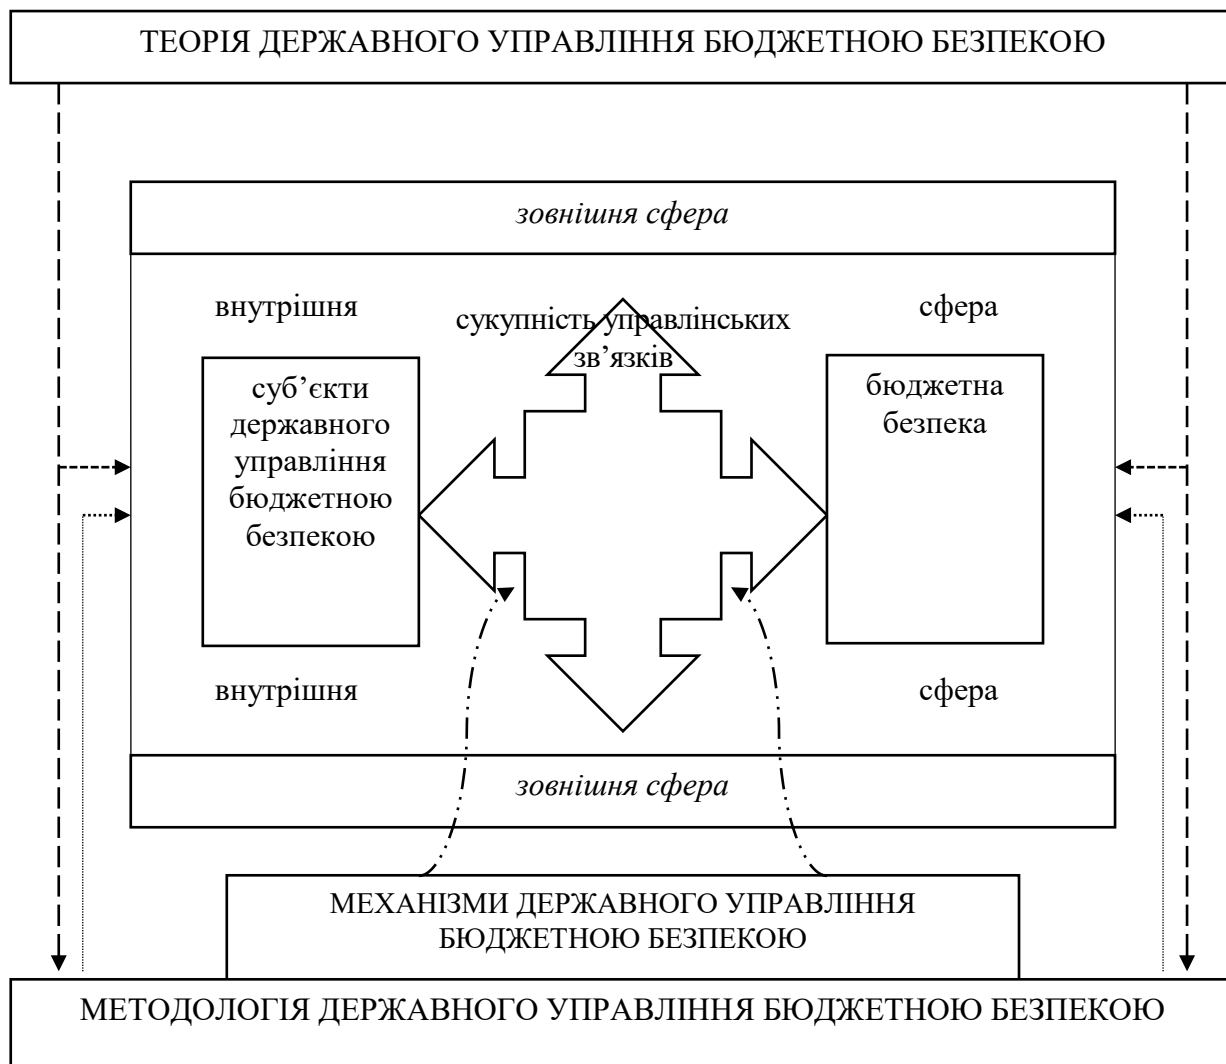 ТЕОРІЯ ДЕРЖАВНОГО УПРАВЛІННЯ БЮДЖЕТНОЮ БЕЗПЕКОЮ
зовнішня сфера
внутрішня
сукупність управлінських
зв’язків
сфера
суб’єкти
державного
управління
бюджетною
безпекою
бюджетна
безпека
внутрішня
сфера
зовнішня сфера
МЕХАНІЗМИ ДЕРЖАВНОГО УПРАВЛІННЯ
БЮДЖЕТНОЮ БЕЗПЕКОЮ
МЕТОДОЛОГІЯ ДЕРЖАВНОГО УПРАВЛІННЯ БЮДЖЕТНОЮ БЕЗПЕКОЮ